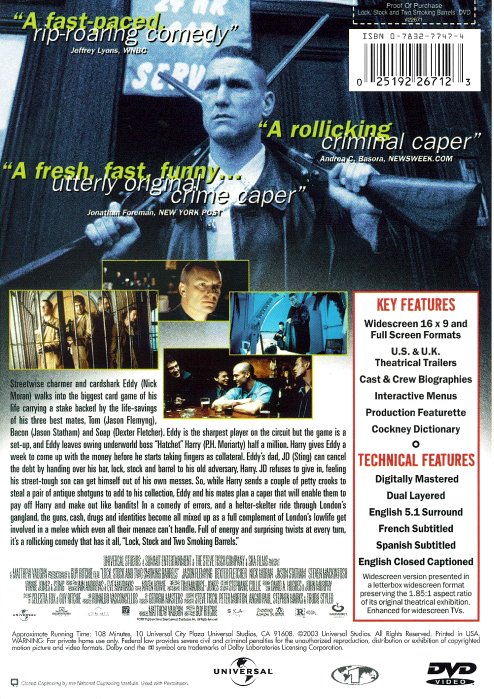 Proof Of Purchase
Lock, Stock and Two Smoking Barrels DVD
#22671
ISBN 0-7832-7747-4
0 25192 26712 3
SERV
“A fast-paced,
rip-roaring comedy”
Jeffrey Lyons, WNBC
“A rollicking
criminal caper”
Andrea C. Basora, NEWSWEEK.COM
“A fresh, fast, funny…
utterly original
crime caper”
Jonathan Foreman, NEW YORK POST
Streetwise charmer and cardshark Eddy (Nick
Moran) walks into the biggest card game of his
life carrying a stake backed by the life-savings
of his three best mates, Tom (Jason Flemyng),
Bacon (Jason Statham) and Soap (Dexter Fletcher). Eddy is the sharpest player on the circuit but the game is a
set-up, and Eddy leaves owing underworld boss "Hatchet" Harry (P.H. Moriarty) half a million. Harry gives Eddy a
week to come up with the money before he starts taking fingers as collateral. Eddy's dad, JD (Sting) can cancel
the debt by handing over his bar, lock, stock and barrel to his old adversary, Harry. JD refuses to give in, feeling
his street-tough son can get himself out of his own messes. So, while Harry sends a couple of petty crooks to
steal a pair of antique shotguns to add to his collection, Eddy and his mates plan a caper that will enable them to
pay off Harry and make out like bandits! In a comedy of errors, and a helter-skelter ride through London's
gangland, the guns, cash, drugs and identities become all mixed up as a full complement of London's lowlife get
involved in a melee which even all their menace can't handle. Full of energy and surprising twists at every turn,
it's a rollicking comedy that has it all, "Lock, Stock and Two Smoking Barrels."
KEY FEATURES
Widescreen 16 x 9 and
Full Screen Formats
U.S. & U.K.
Theatrical Trailers
Cast & Crew Biographies
Interactive Menus
Production Featurette
Cockney Dictionary
TECHNICAL FEATURES
Digitally Mastered
Dual Layered
English 5.1 Surround
French Subtitled
Spanish Subtitled
English Closed Captioned
Widescreen version presented in
a letterbox widescreen format
preserving the 1.85:1 aspect ratio
of its original theatrical exhibition.
Enhanced for widescreen TVs.
Approximate Running Time: 108 Minutes. 10 Universal City Plaza Universal Studios, CA 91608. ©2003 Universal Studios. All Rights Reserved. Printed in USA.
WARNING: For private home use only. Federal law provides severe civil and criminal penalties for the unauthorized reproduction, distribution or exhibition of copyrighted
motion picture and video formats. Dolby and the symbol are trademarks of Dolby Laboratories Licensing Corporation.
UNIVERSAL
DVD
VIDEO
Closed Captioning by the National Captioning Institute. Used with Permission.